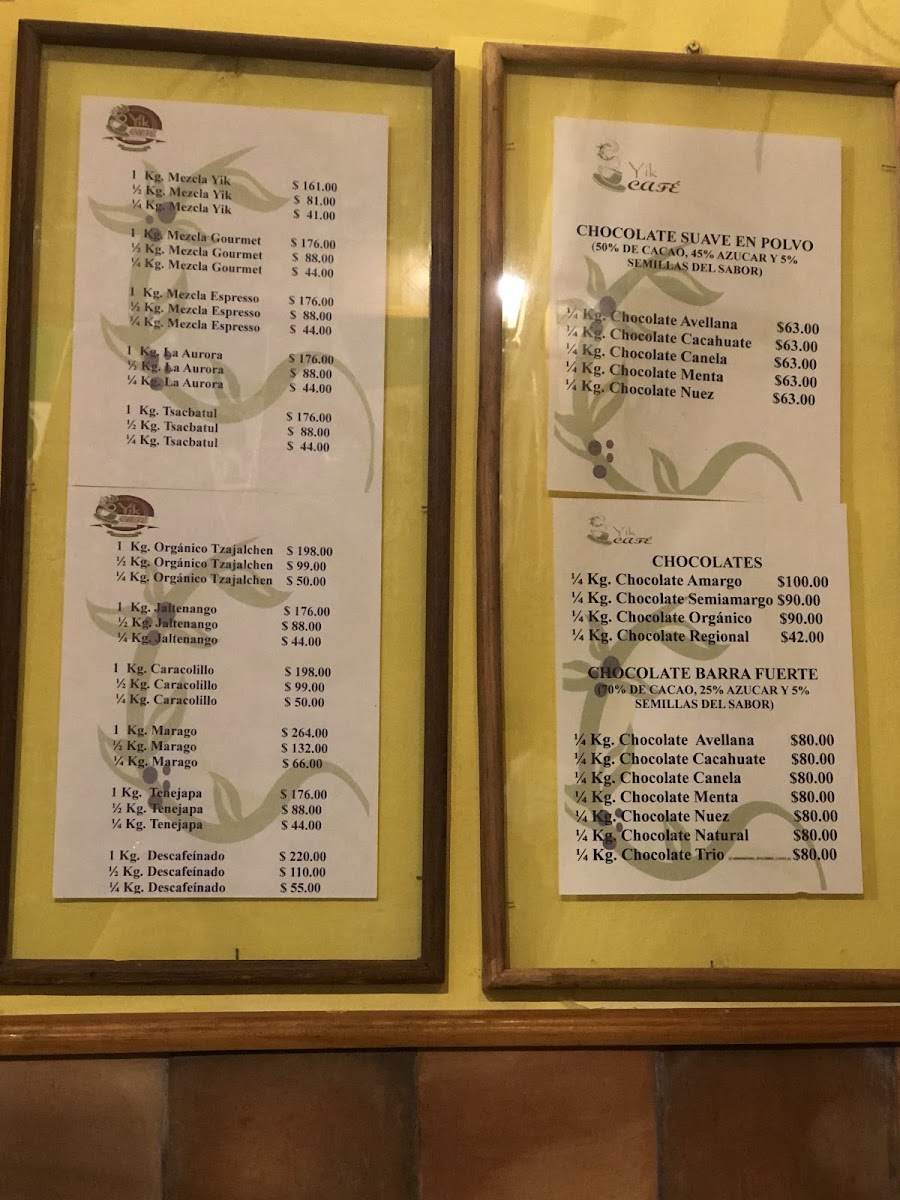 Yik
CAFÉ
1 Kg. Mezcla Yik $ 161.00
½ Kg. Mezcla Yik $ 81.00
¼ Kg. Mezcla Yik $ 41.00
1 Kg. Mezcla Gourmet $ 176.00
½ Kg. Mezcla Gourmet $ 88.00
¼ Kg. Mezcla Gourmet $ 44.00
1 Kg. Mezcla Espresso $ 176.00
½ Kg. Mezcla Espresso $ 88.00
¼ Kg. Mezcla Espresso $ 44.00
1 Kg. La Aurora $ 176.00
½ Kg. La Aurora $ 88.00
¼ Kg. La Aurora $ 44.00
1 Kg. Tsacbatul $ 176.00
½ Kg. Tsacbatul $ 88.00
¼ Kg. Tsacbatul $ 44.00
Yik
CAFÉ
1 Kg. Orgánico Tzajalchen $ 198.00
½ Kg. Orgánico Tzajalchen $ 99.00
¼ Kg. Orgánico Tzajalchen $ 50.00
1 Kg. Jaltenango $ 176.00
½ Kg. Jaltenango $ 88.00
¼ Kg. Jaltenango $ 44.00
1 Kg. Caracolillo $ 198.00
½ Kg. Caracolillo $ 99.00
¼ Kg. Caracolillo $ 50.00
1 Kg. Marago $ 264.00
½ Kg. Marago $ 132.00
¼ Kg. Marago $ 66.00
1 Kg. Tenejapa $ 176.00
½ Kg. Tenejapa $ 88.00
¼ Kg. Tenejapa $ 44.00
1 Kg. Descafeínado $ 220.00
½ Kg. Descafeínado $ 110.00
¼ Kg. Descafeínado $ 55.00
Yik
CAFÉ
CHOCOLATE SUAVE EN POLVO
(50% DE CACAO, 45% AZUCAR Y 5%
SEMILLAS DEL SABOR)
¼ Kg. Chocolate Avellana $63.00
¼ Kg. Chocolate Cacahuate $63.00
¼ Kg. Chocolate Canela $63.00
¼ Kg. Chocolate Menta $63.00
¼ Kg. Chocolate Nuez $63.00
Yik
CAFÉ
CHOCOLATES
¼ Kg. Chocolate Amargo $100.00
¼ Kg. Chocolate Semiamargo $90.00
¼ Kg. Chocolate Orgánico $90.00
¼ Kg. Chocolate Regional $42.00
CHOCOLATE BARRA FUERTE
(70% DE CACAO, 25% AZUCAR Y 5%
SEMILLAS DEL SABOR)
¼ Kg. Chocolate Avellana $80.00
¼ Kg. Chocolate Cacahuate $80.00
¼ Kg. Chocolate Canela $80.00
¼ Kg. Chocolate Menta $80.00
¼ Kg. Chocolate Nuez $80.00
¼ Kg. Chocolate Natural $80.00
¼ Kg. Chocolate Trio $80.00